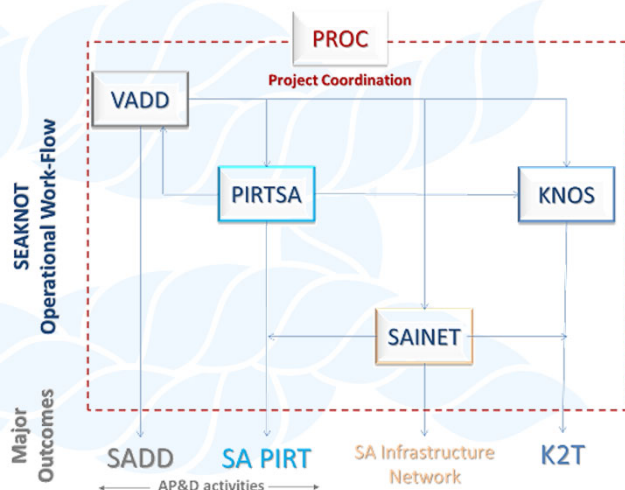 PROC
Project Coordination
VADD
PIRTSA
KNOS
SAINET
SEAKNOT
Operational Work-Flow
Major
Outcomes
SADD
SA PIRT
SA Infrastructure
Network
K2T
AP&D activities